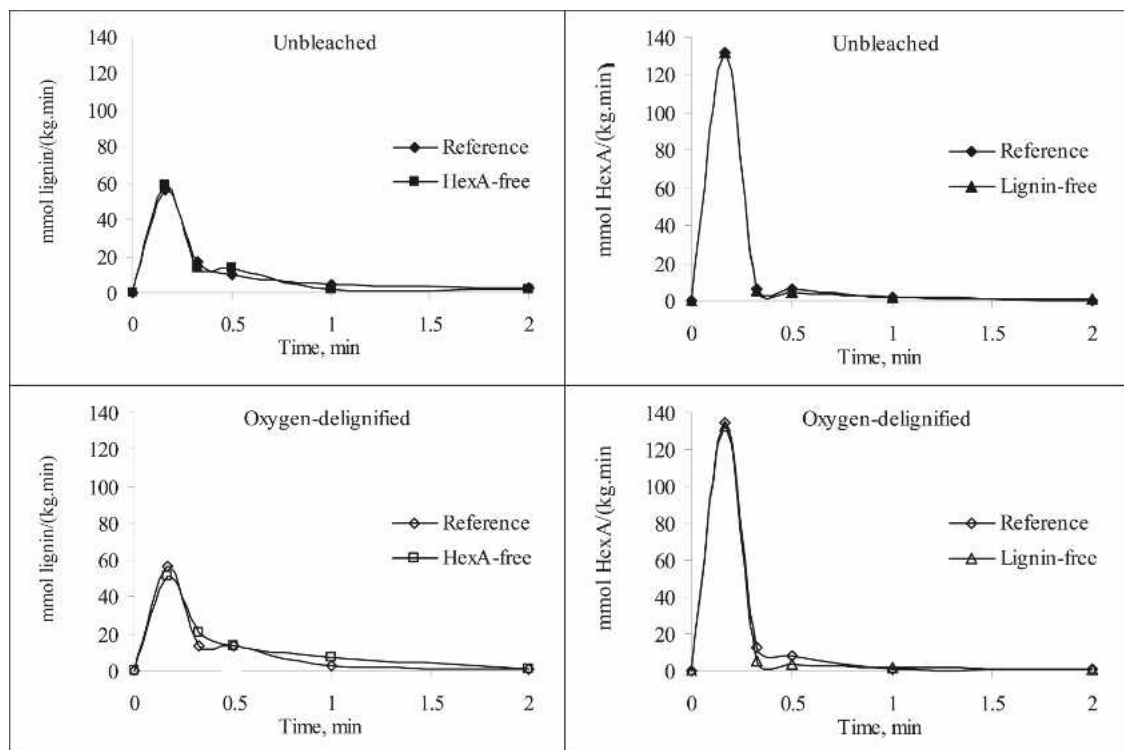 Unbleached
mmol lignin/(kg.min)
140
120
100
80
60
40
20
0
Reference
HexA-free
0 0.5 1 1.5 2
Time, min
Unbleached
mmol HexA/(kg.min)
140
120
100
80
60
40
20
0
Reference
Lignin-free
0 0.5 1 1.5 2
Time, min
Oxygen-delignified
mmol lignin/(kg.min)
140
120
100
80
60
40
20
0
Reference
HexA-free
0 0.5 1 1.5 2
Time, min
Oxygen-delignified
mmol HexA/(kg.min
140
120
100
80
60
40
20
0
Reference
Lignin-free
0 0.5 1 1.5 2
Time, min